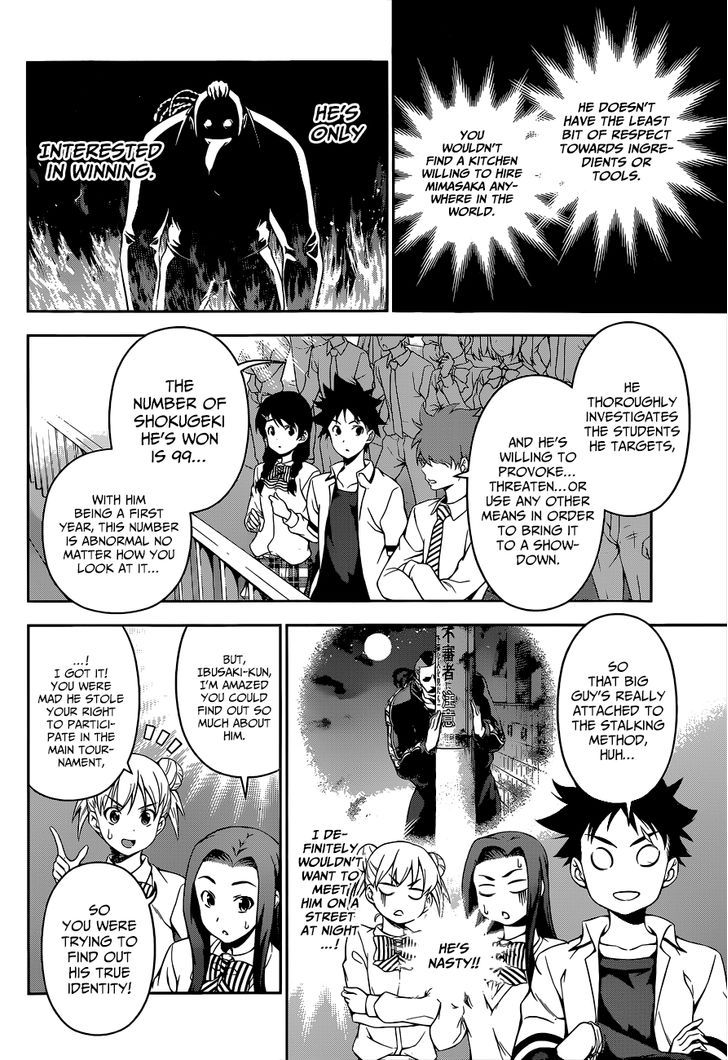 HE DOESN'T
HAVE THE LEAST
BIT OF RESPECT
TOWARDS INGRE-
DIENTS OR
TOOLS.
YOU
WOULDN'T
FIND A KITCHEN
WILLING TO HIRE
MIMASAKA ANY-
WHERE IN THE
WORLD.
HE'S
ONLY
INTERESTED
IN WINNING.
HE
THOROUGHLY
INVESTIGATES
THE STUDENTS
HE TARGETS,
AND HE'S
WILLING TO
PROVOKE...
THREATEN...OR
USE ANY OTHER
MEANS IN ORDER
TO BRING IT
TO A SHOW-
DOWN.
THE
NUMBER OF
SHOKUGEKI
HE'S WON
IS 99...
WITH HIM
BEING A FIRST
YEAR, THIS NUMBER
IS ABNORMAL NO
MATTER HOW YOU
LOOK AT IT...
SO
THAT BIG
GUY'S REALLY
ATTACHED TO
THE STALKING
METHOD,
HUH...
不審者注意
HE'S
NASTY!!
I DE-
FINITELY
WOULDN'T
WANT TO
MEET
HIM ON A
STREET
AT NIGHT
...!
BUT,
IBUSAKI-KUN,
I'M AMAZED
YOU COULD
FIND OUT SO
MUCH ABOUT
HIM.
...!
I GOT IT!
YOU WERE
MAD HE STOLE
YOUR RIGHT
TO PARTICI-
PATE IN THE
MAIN TOUR-
NAMENT,
SO
YOU WERE
TRYING TO
FIND OUT
HIS TRUE
IDENTITY!